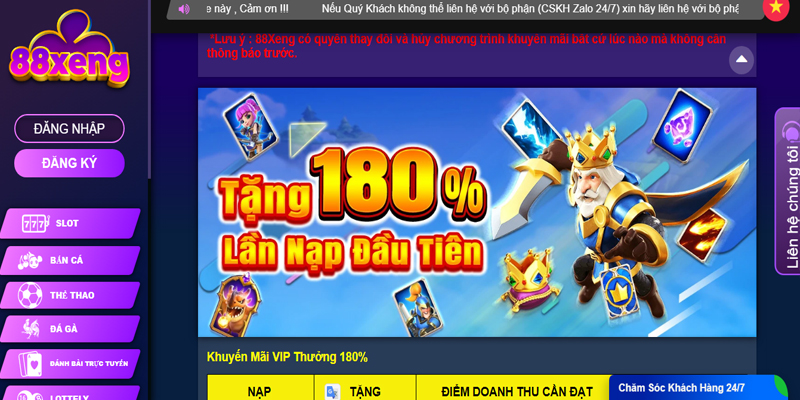 e này , Cảm ơn !!! Nếu Quý Khách không thể liên hệ với bộ phận (CSKH Zalo 24/7) xin hãy liên hệ với bộ phậ
88xeng
*Lưu ý : 88Xeng có quyền thay đổi và hủy chương trình khuyến mãi bất cứ lúc nào mà không cần
thông báo trước.
ĐĂNG NHẬP
ĐĂNG KÝ
SLOT
BẮN CÁ
THỂ THAO
ĐÁ GÀ
ĐÁNH BÀI TRỰC TUYẾN
LOTTELY
Tặng 180%
Lần Nạp Đầu Tiên
Liên hệ chúng tôi
Khuyến Mãi VIP Thưởng 180%
NẠP TẶNG ĐIỂM DOANH THU CẦN ĐẠT
Chăm Sóc Khách Hàng 24/7